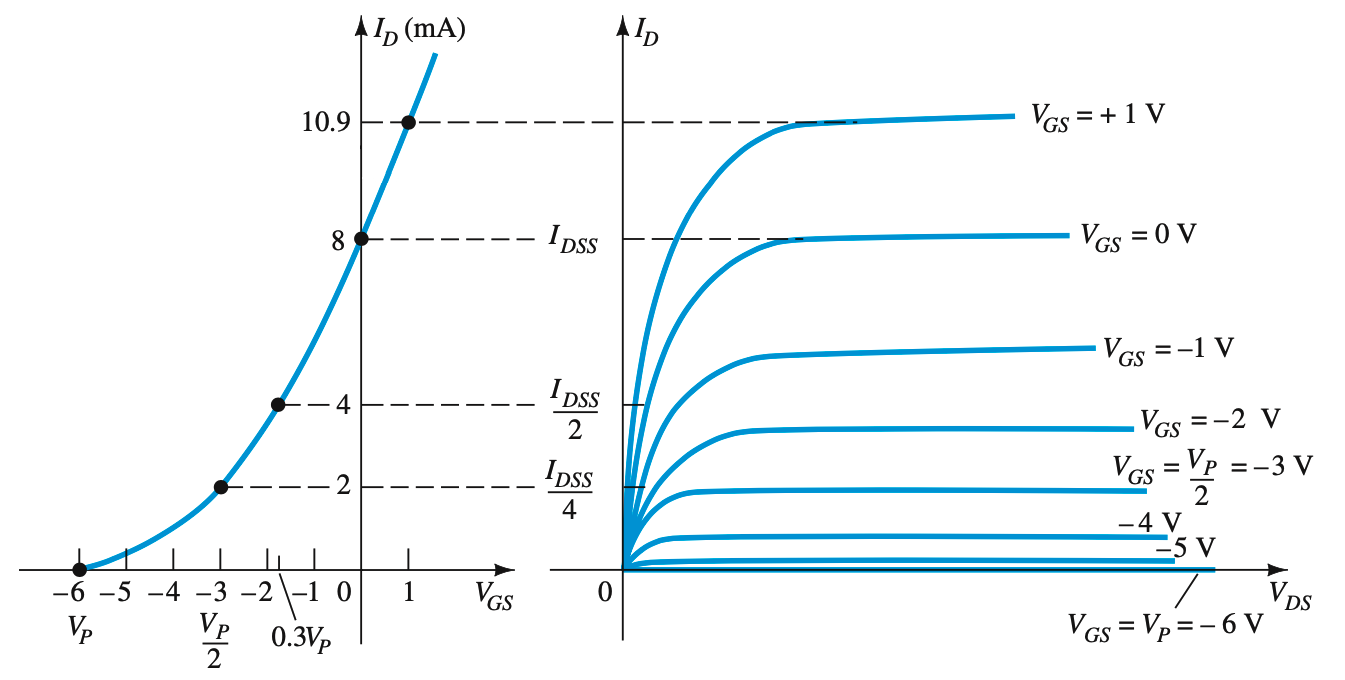 I_D (mA)
10.9
8
4
2
–6 –5 –4 –3 –2 –1 0 1 V_GS
V_P
V_P/2
0.3V_P
I_D
V_GS = + 1 V
I_DSS
V_GS = 0 V
V_GS = –1 V
I_DSS/2
V_GS = –2 V
V_GS = V_P/2 = –3 V
I_DSS/4
–4 V
–5 V
0
V_DS
V_GS = V_P = – 6 V